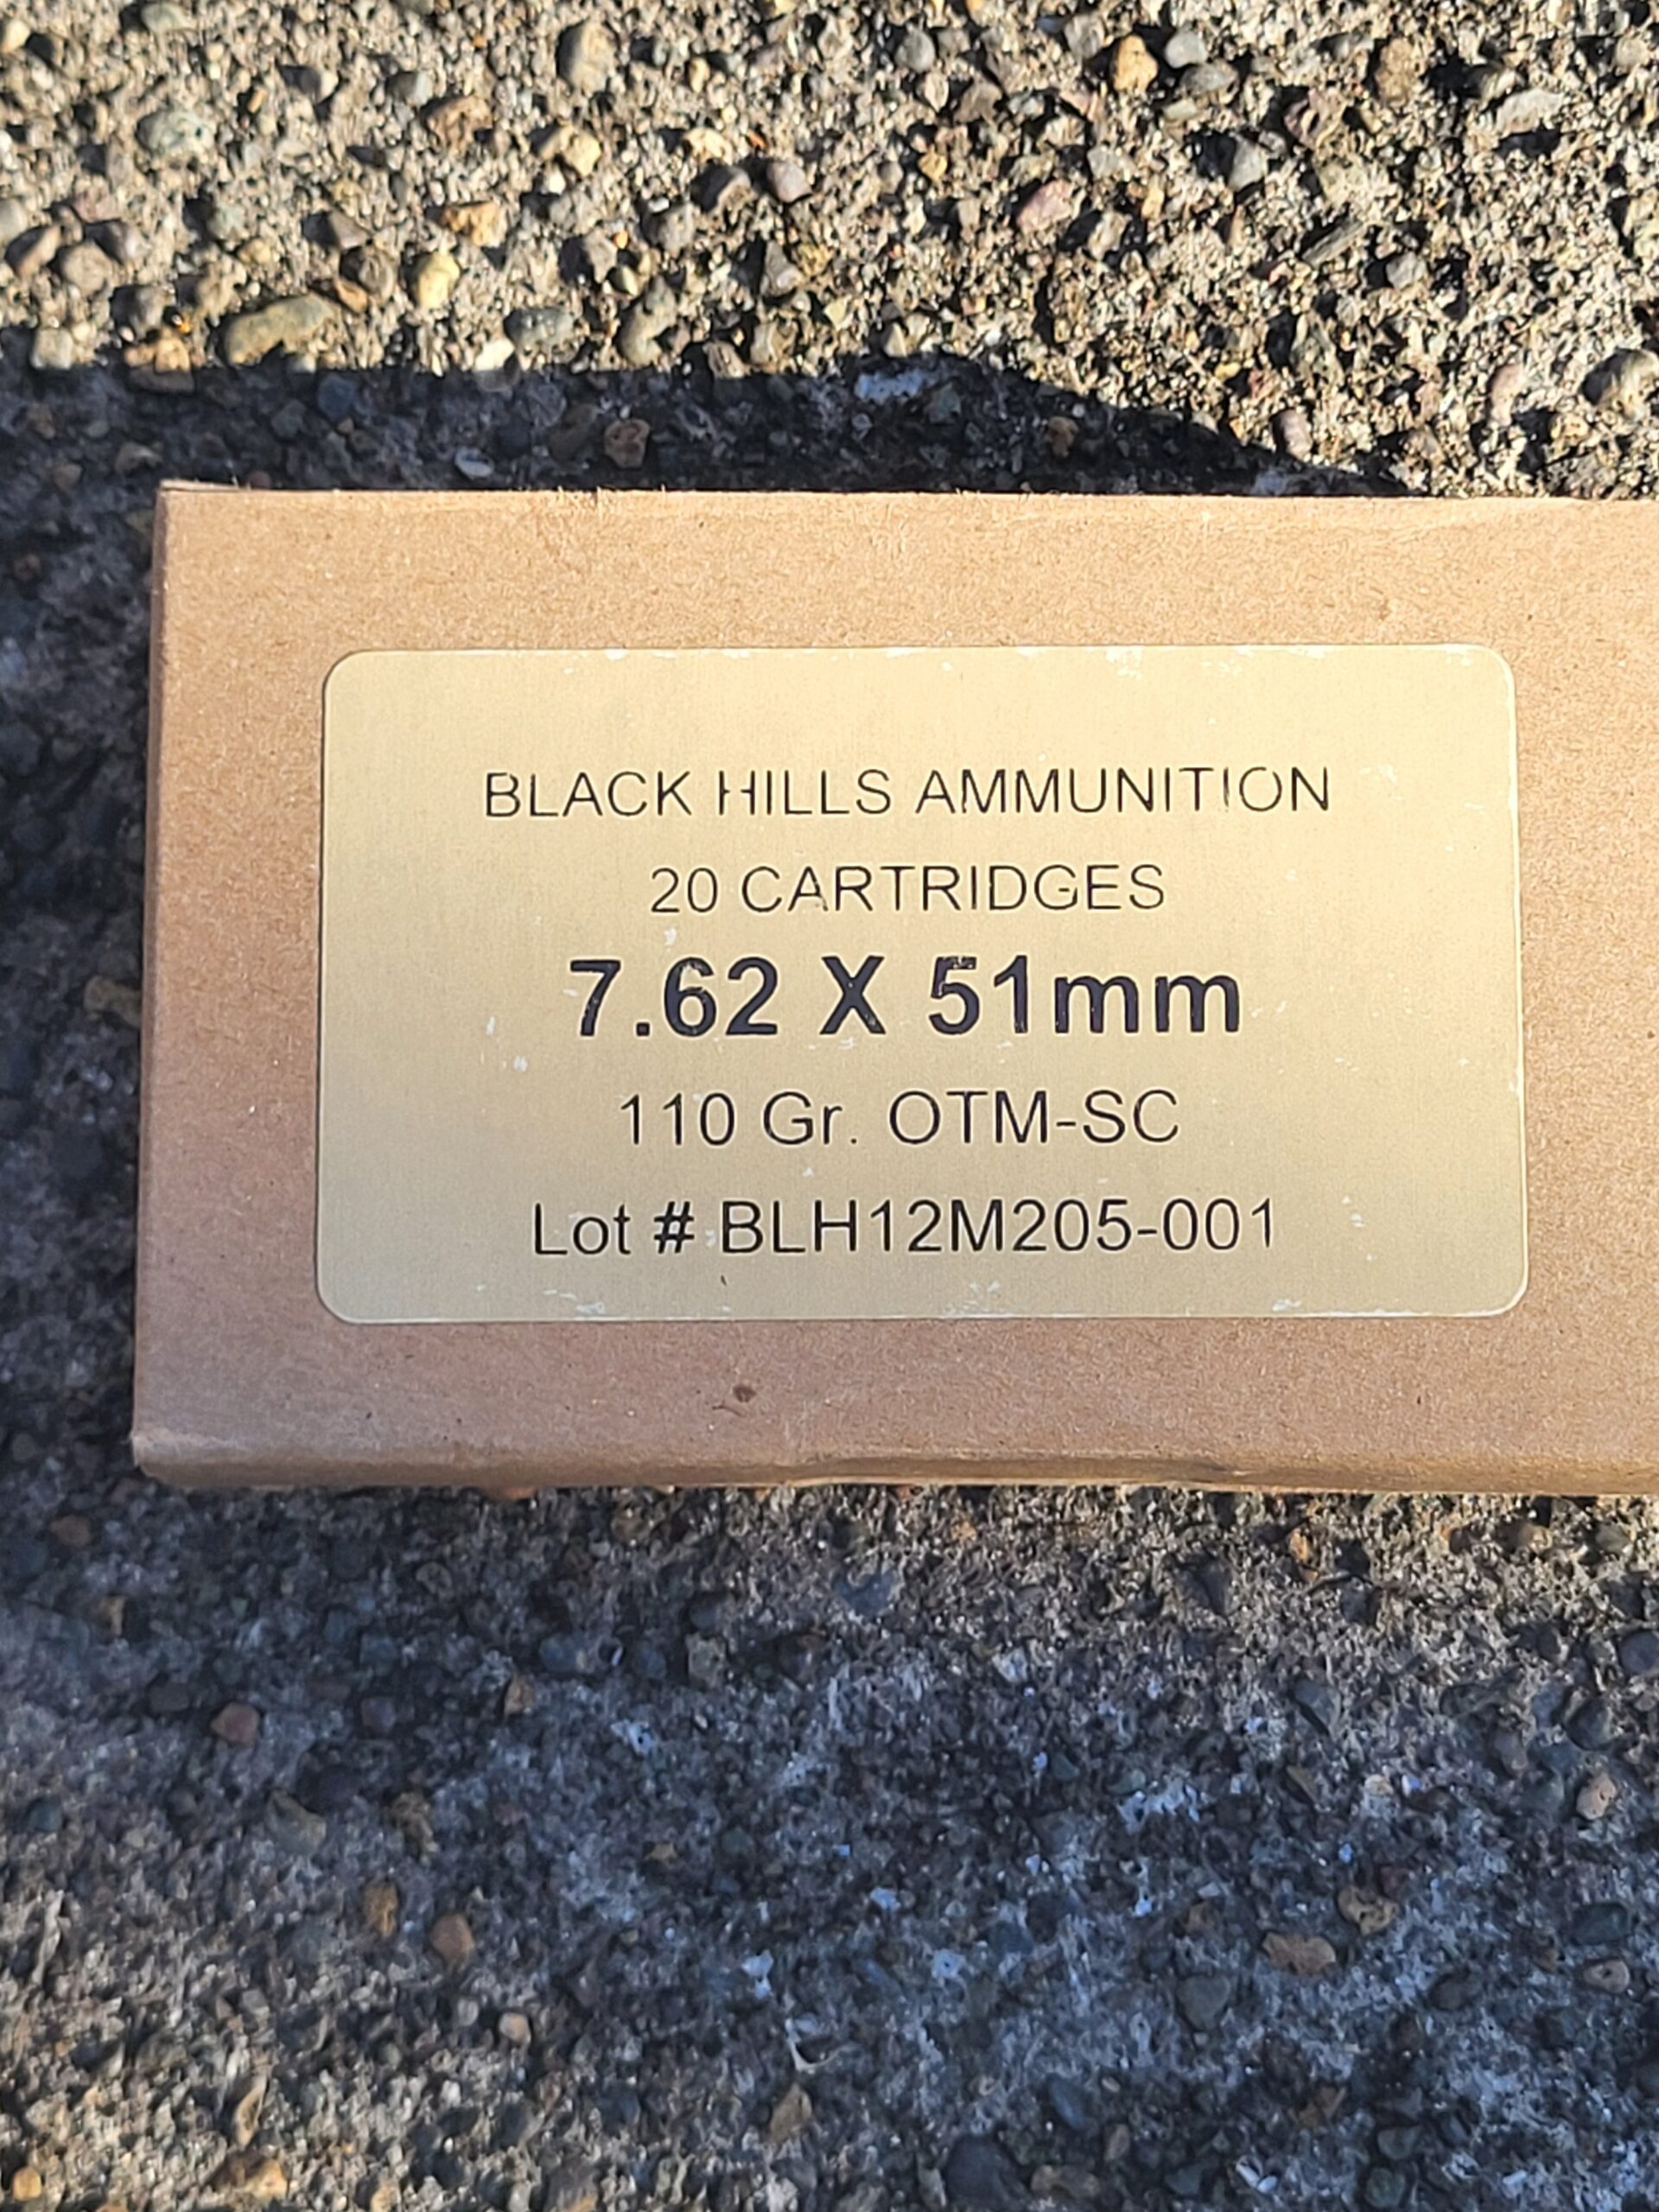 BLACK HILLS AMMUNITION
20 CARTRIDGES
7.62 X 51mm
110 Gr. OTM-SC
Lot # BLH12M205-001